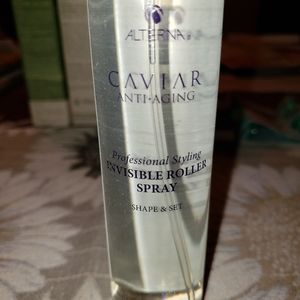 ALTERNA
CAVIAR
ANTI·AGING
Professional Styling
INVISIBLE ROLLER
SPRAY
SHAPE & SET